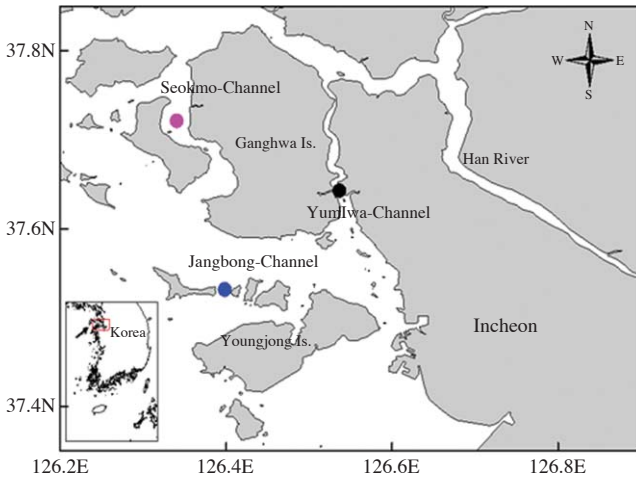 37.8N
N
W E
S
Seokmo-Channel
Ganghwa Is.
Han River
YumHwa-Channel
37.6N
Jangbong-Channel
Korea
Youngjong Is.
Incheon
37.4N
126.2E 126.4E 126.6E 126.8E